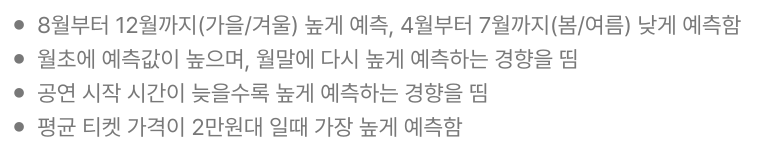 • 8월부터 12월까지(가을/겨울) 높게 예측, 4월부터 7월까지(봄/여름) 낮게 예측함
• 월초에 예측값이 높으며, 월말에 다시 높게 예측하는 경향을 띰
• 공연 시작 시간이 늦을수록 높게 예측하는 경향을 띰
• 평균 티켓 가격이 2만원대 일때 가장 높게 예측함